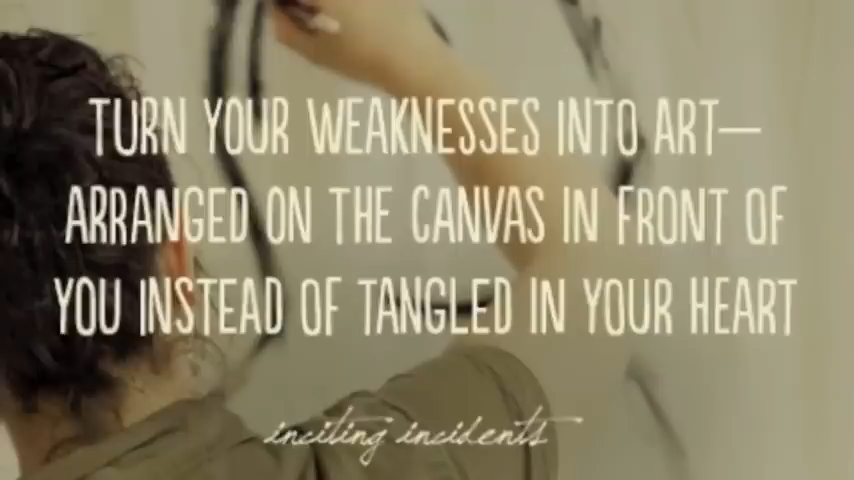 TURN YOUR WEAKNESSES INTO ART—
ARRANGED ON THE CANVAS IN FRONT OF
YOU INSTEAD OF TANGLED IN YOUR HEART
inciting incidents